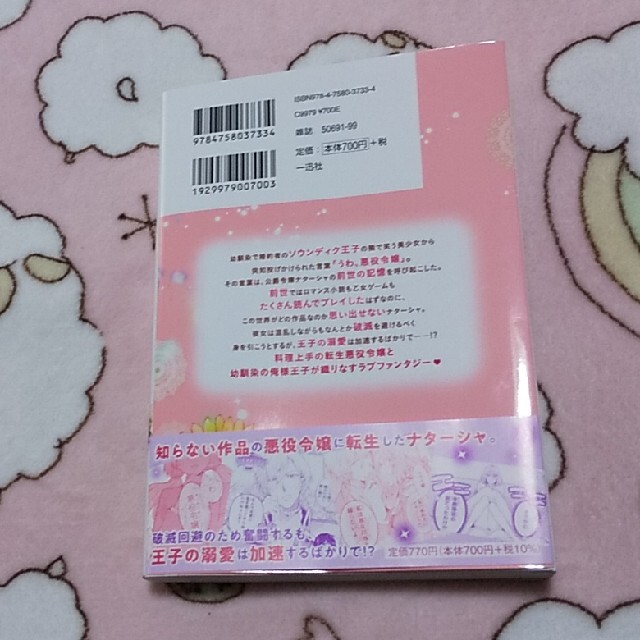 ISBN978-4-7580-3733-4
C9979 ¥700E
雑誌 50691-99
定価：本体700円+税
一迅社
9784758037334
1929979007003
幼馴染で婚約者のソウンディク王子の隣で笑う美少女から
突如投げかけられた言葉「うわ、悪役令嬢」。
その言葉は、公爵令嬢ナターシャの前世の記憶を呼び起こした。
前世ではロマンス小説も乙女ゲームも
たくさん読んでプレイしたはずなのに、
この世界がどの作品なのか思い出せないナターシャ。
彼女は混乱しながらもなんとか破滅を避けるべく
身を引こうとするが、王子の溺愛は加速するばかりで……!?
料理上手の転生悪役令嬢と
幼馴染の俺様王子が織りなすラブファンタジー♥
知らない作品の悪役令嬢に転生したナターシャ。
破滅回避のため奮闘するも、
王子の溺愛は加速するばかりで!?
定価770円（本体700円+税10%）